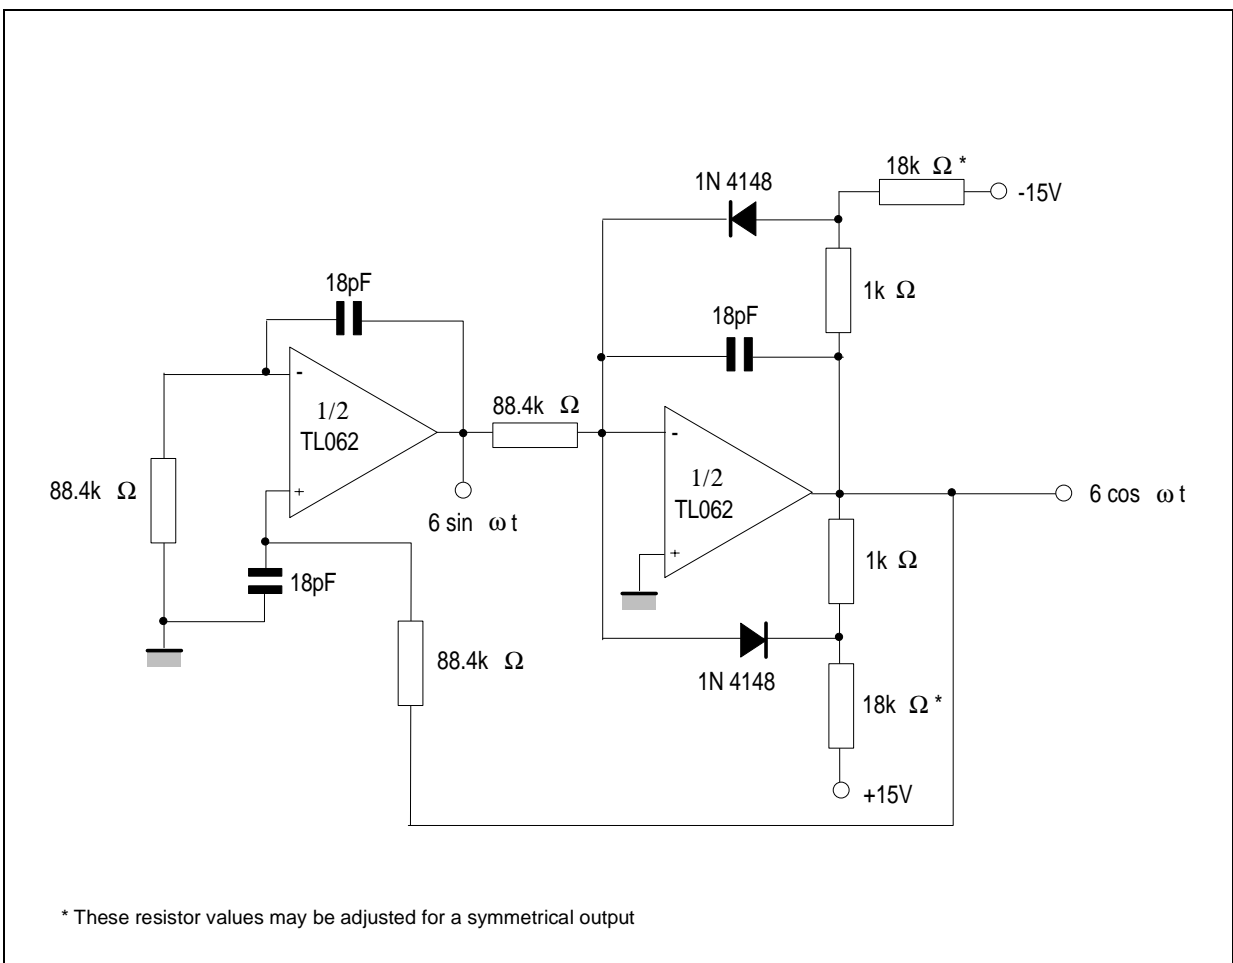 18k Ω *
1N 4148
-15V
18pF
1k Ω
18pF
-
1/2
TL062
+
88.4k Ω
88.4k Ω
6 sin ω t
-
1/2
TL062
+
6 cos ω t
18pF
1k Ω
88.4k Ω
1N 4148
18k Ω *
+15V
* These resistor values may be adjusted for a symmetrical output